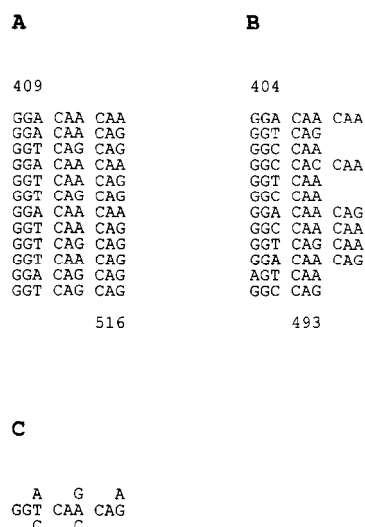 A
409
GGA CAA CAA
GGA CAA CAG
GGT CAG CAG
GGA CAA CAA
GGT CAA CAG
GGT CAG CAG
GGA CAA CAA
GGT CAA CAG
GGT CAG CAG
GGT CAA CAG
GGA CAG CAG
GGT CAG CAG
516
B
404
GGA CAA CAA
GGT CAG
GGC CAA
GGC CAC CAA
GGT CAA
GGC CAA
GGA CAA CAG
GGC CAA CAA
GGT CAG CAA
GGA CAA CAG
AGT CAA
GGC CAG
493
C
A G A
GGT CAA CAG
C C